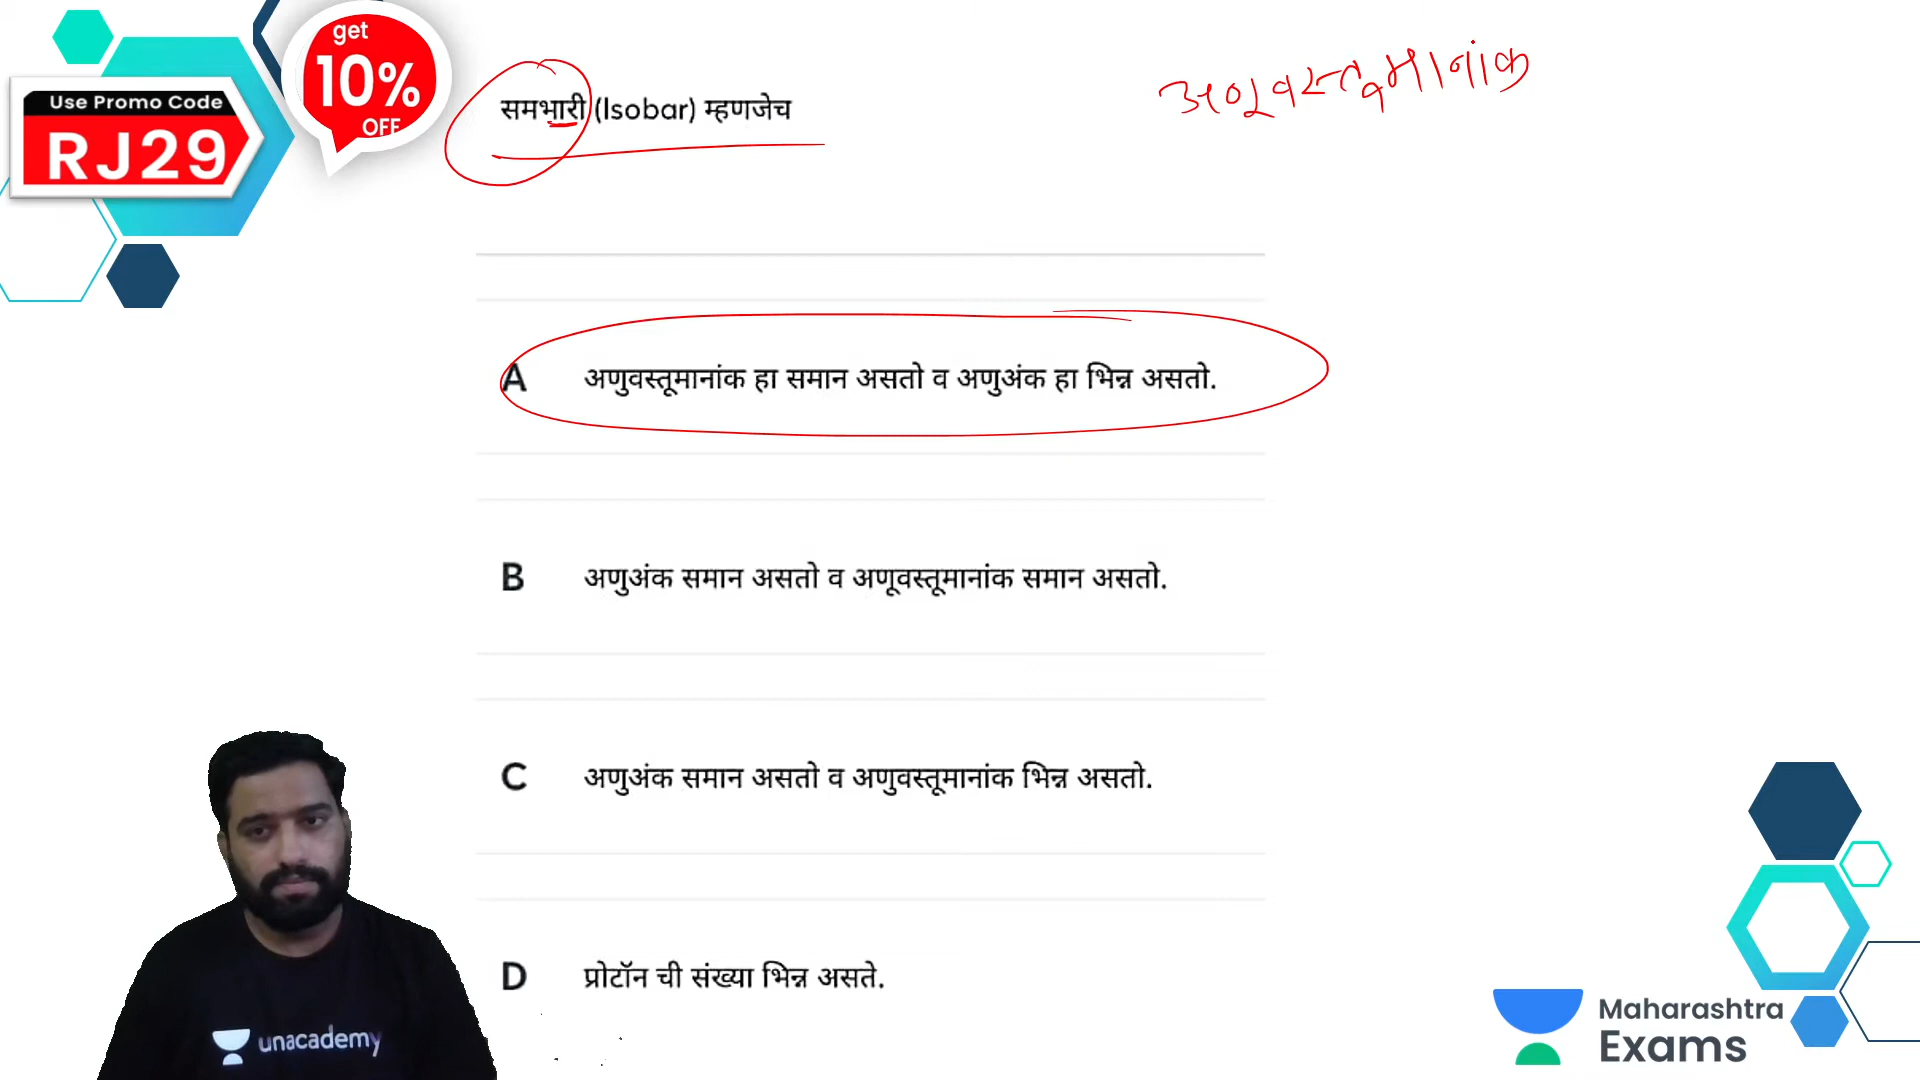 get
10%
OFF
Use Promo Code
RJ29
समभारी (Isobar) म्हणजेच
अणुवस्तुमानांक
A अणुवस्तूमानांक हा समान असतो व अणुअंक हा भिन्न असतो.
B अणुअंक समान असतो व अणूवस्तूमानांक समान असतो.
C अणुअंक समान असतो व अणुवस्तूमानांक भिन्न असतो.
D प्रोटॉन ची संख्या भिन्न असते.
unacademy
Maharashtra
Exams